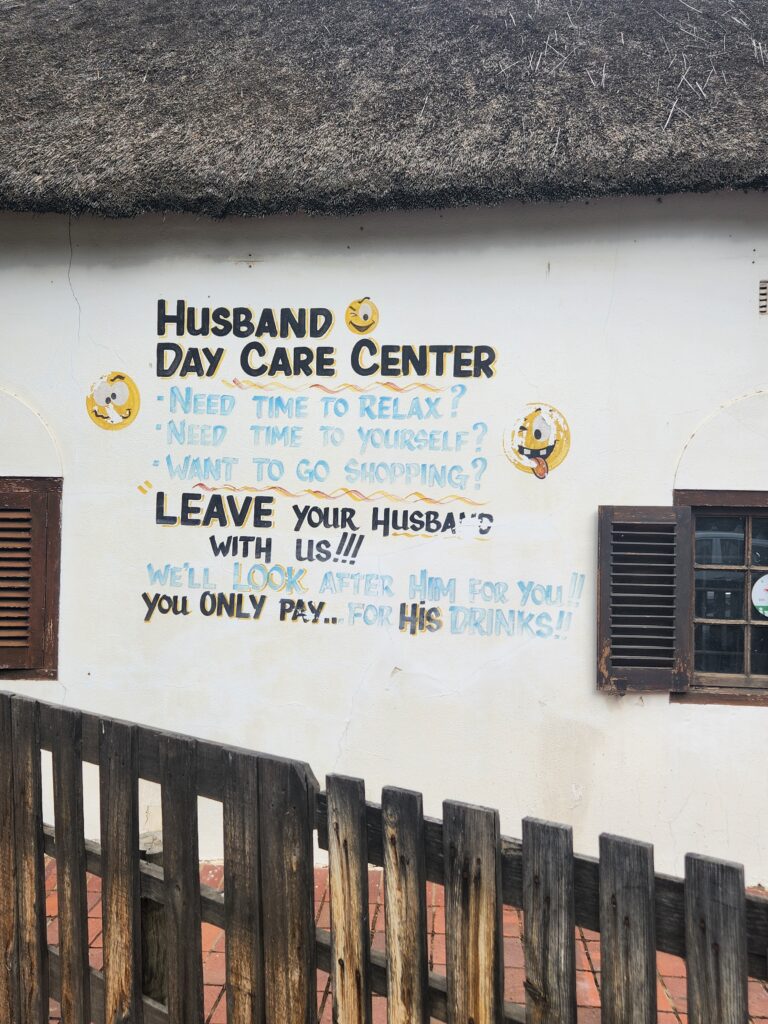 HUSBAND
DAY CARE CENTER
· NEED TIME TO RELAX?
· NEED TIME TO YOURSELF?
· WANT TO GO SHOPPING?
"LEAVE YOUR HUSBAND
WITH US!!!
WE'LL LOOK AFTER HIM FOR YOU!!
YOU ONLY PAY... FOR HIS DRINKS!!